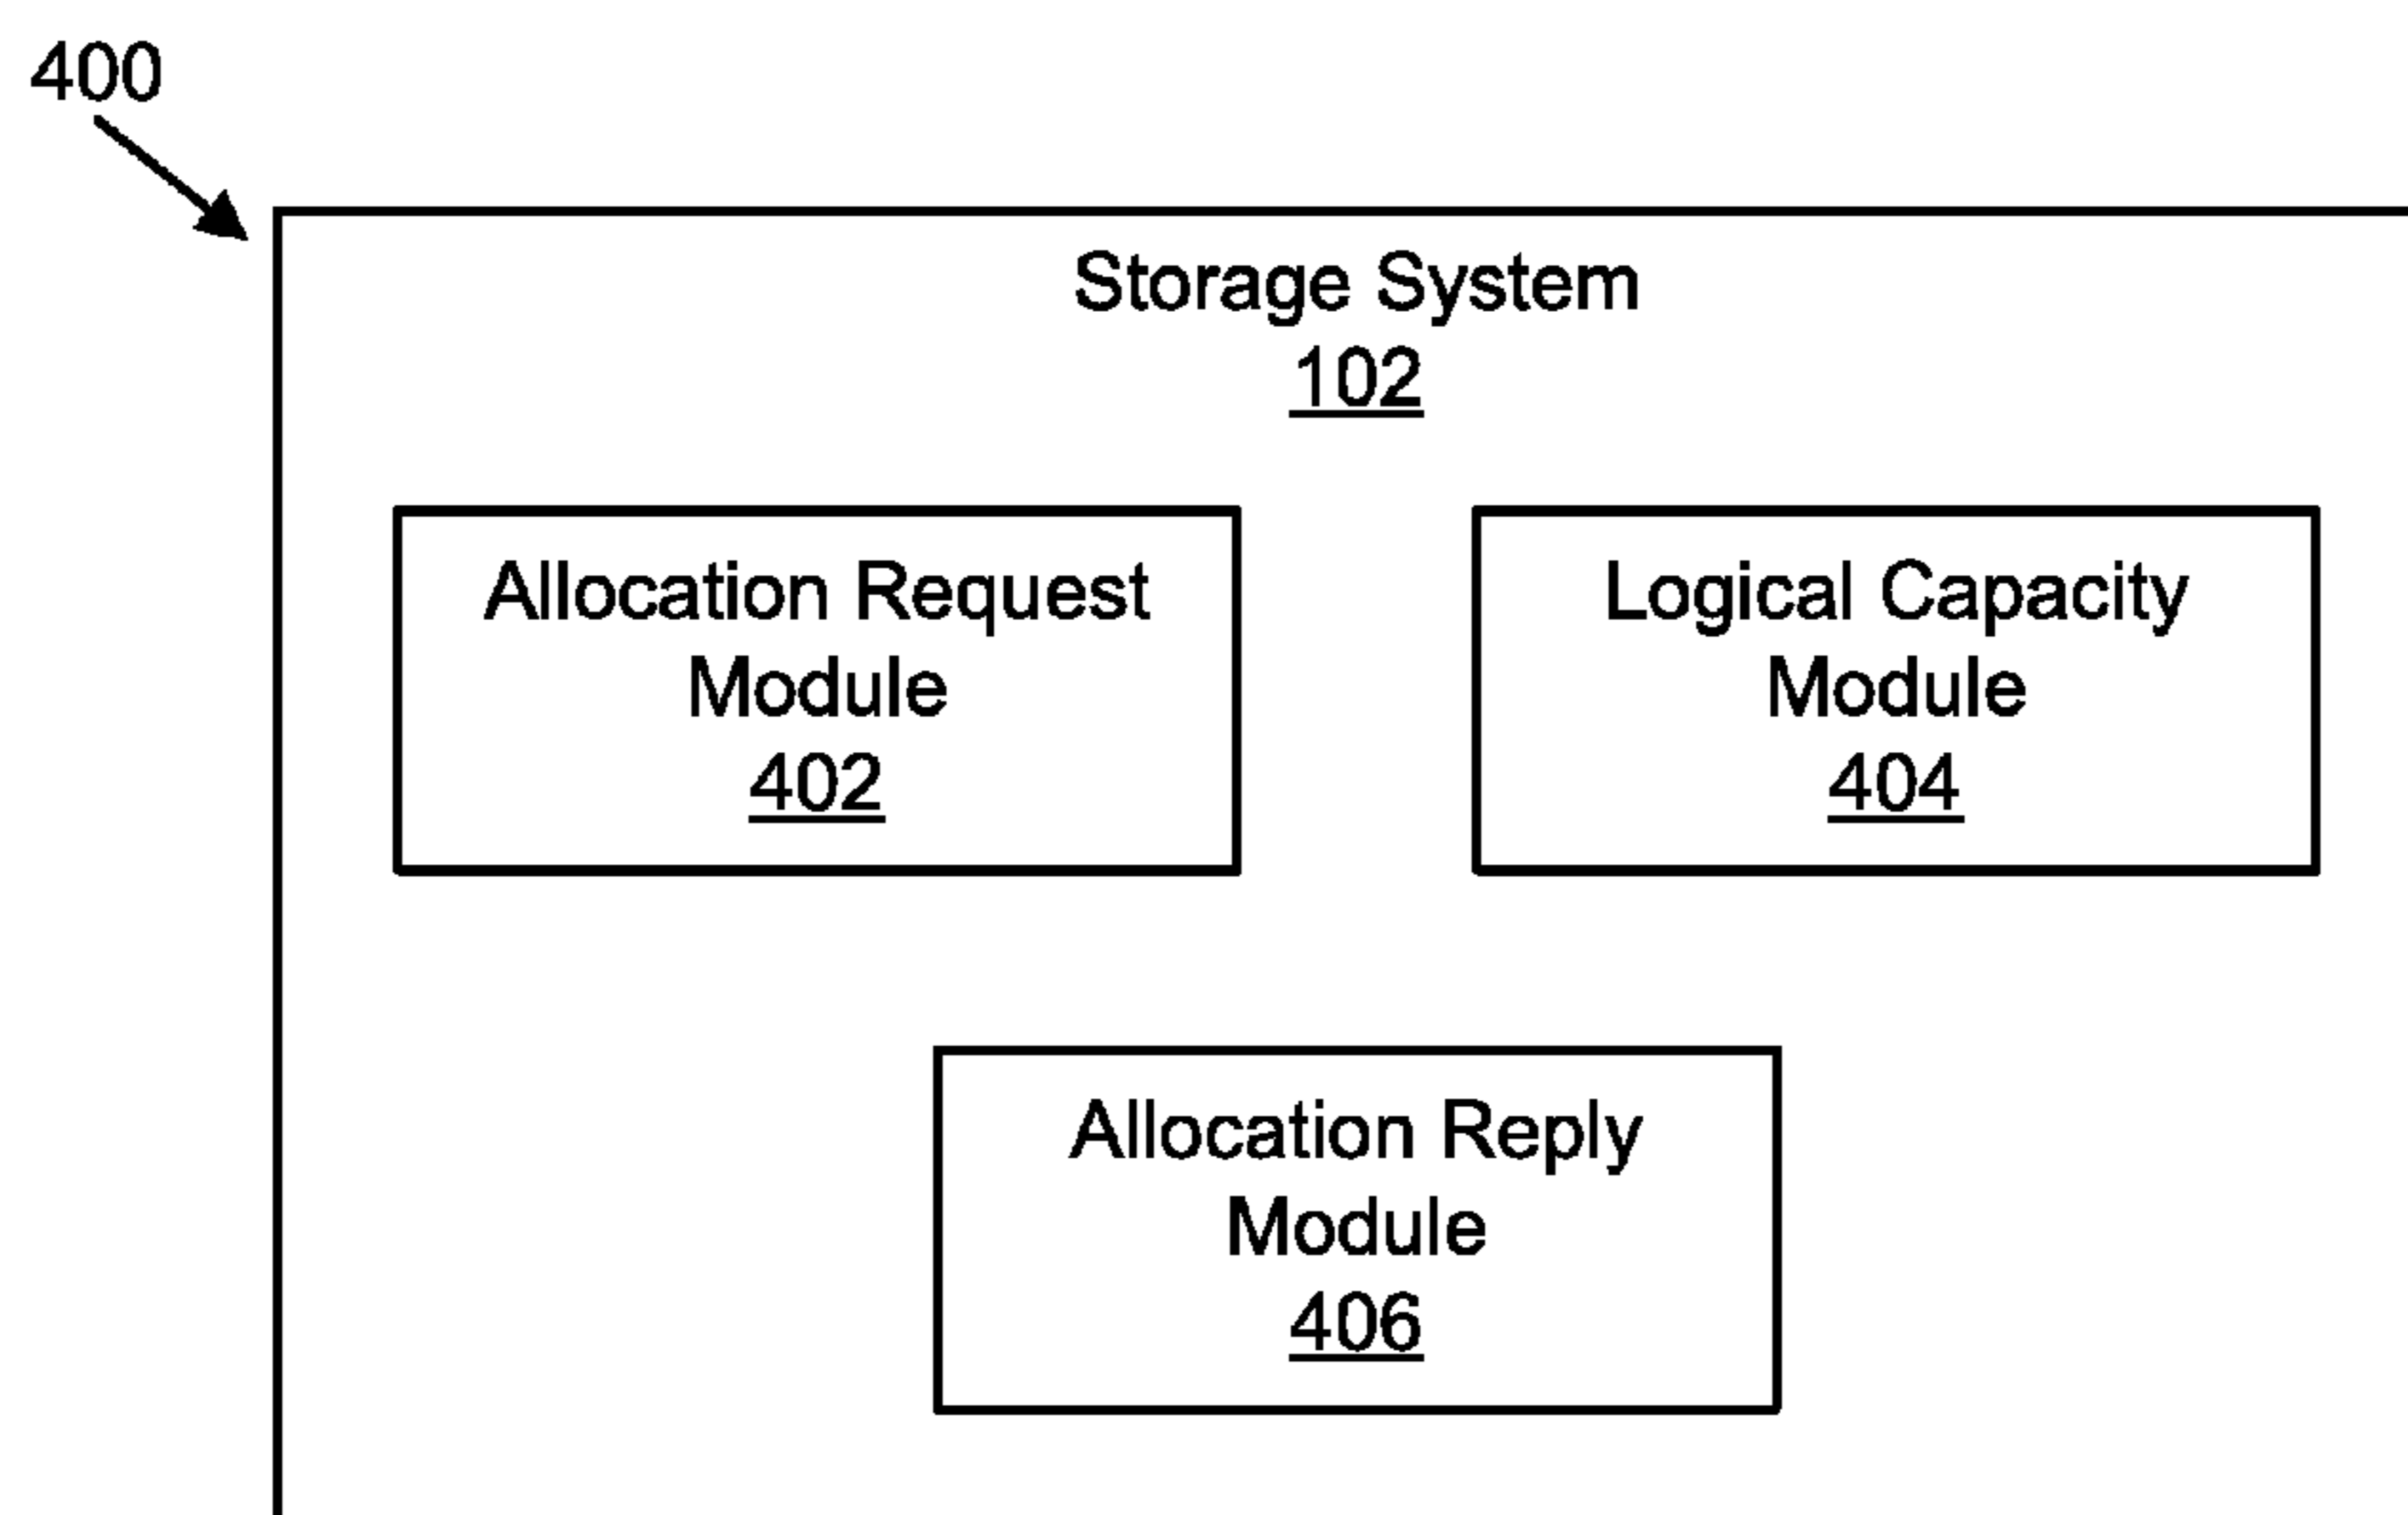 400
Storage System
102
Allocation Request
Module
402
Logical Capacity
Module
404
Allocation Reply
Module
406